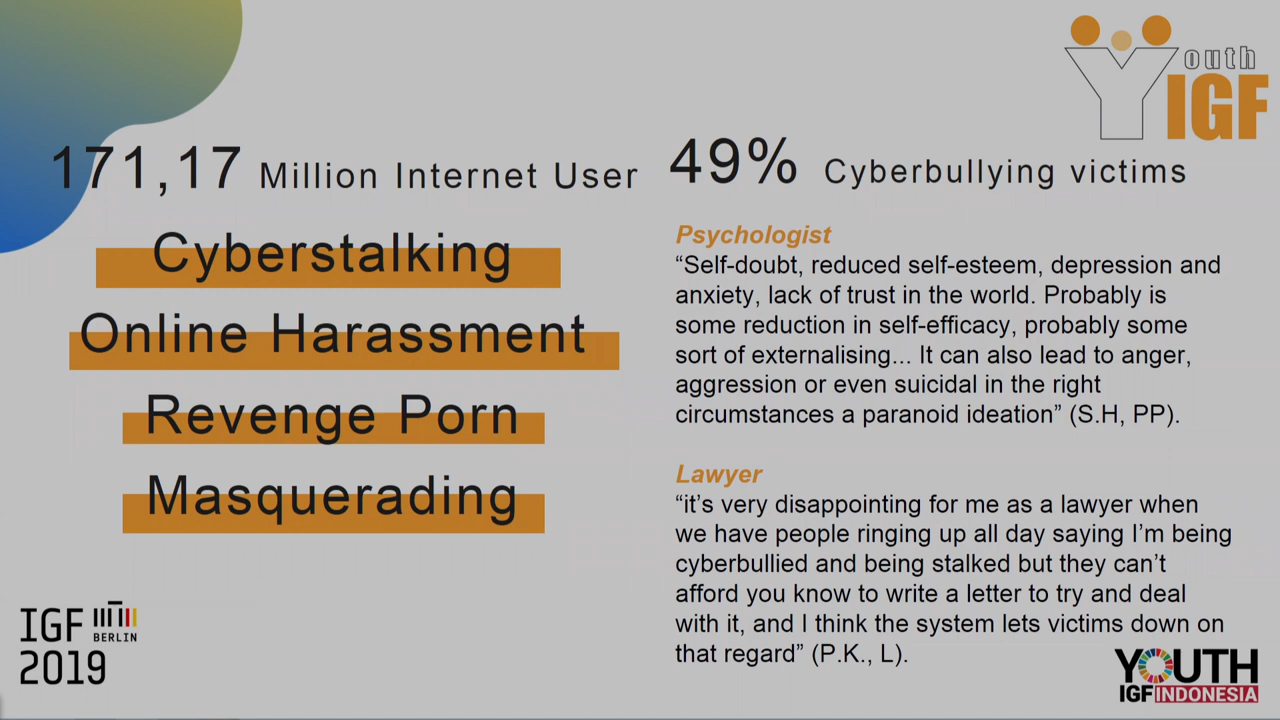 Youth
IGF
171,17 Million Internet User
Cyberstalking
Online Harassment
Revenge Porn
Masquerading
49% Cyberbullying victims
Psychologist
“Self-doubt, reduced self-esteem, depression and
anxiety, lack of trust in the world. Probably is
some reduction in self-efficacy, probably some
sort of externalising... It can also lead to anger,
aggression or even suicidal in the right
circumstances a paranoid ideation” (S.H, PP).
Lawyer
“it’s very disappointing for me as a lawyer when
we have people ringing up all day saying I’m being
cyberbullied and being stalked but they can’t
afford you know to write a letter to try and deal
with it, and I think the system lets victims down on
that regard” (P.K., L).
IGF
BERLIN
2019
YOUTH
IGF INDONESIA